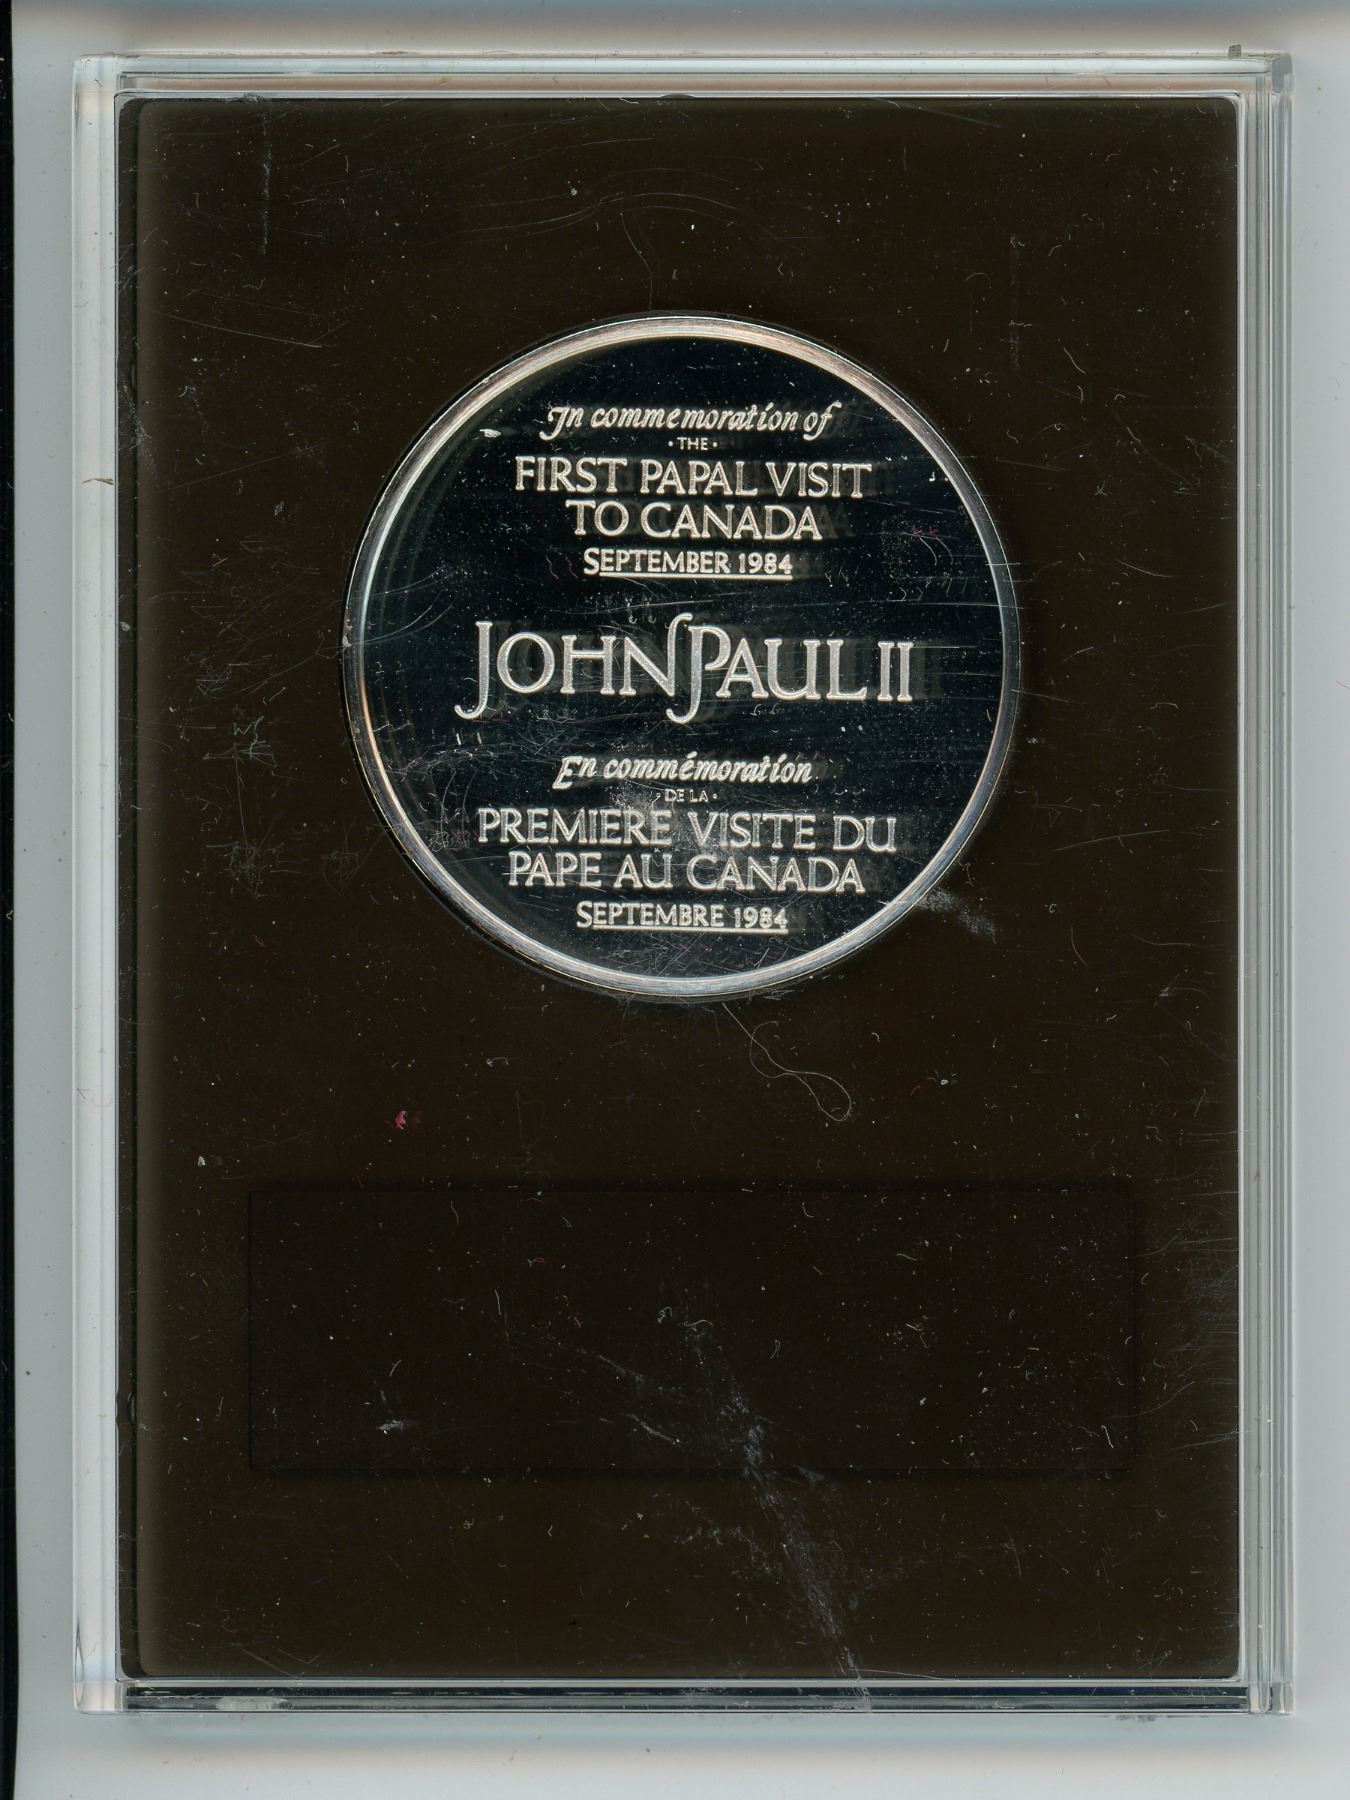 In commemoration of
• THE •
FIRST PAPAL VISIT
TO CANADA
SEPTEMBER 1984
JOHN PAUL II
En commémoration
• DE LA •
PREMIERE VISITE DU
PAPE AU CANADA
SEPTEMBRE 1984